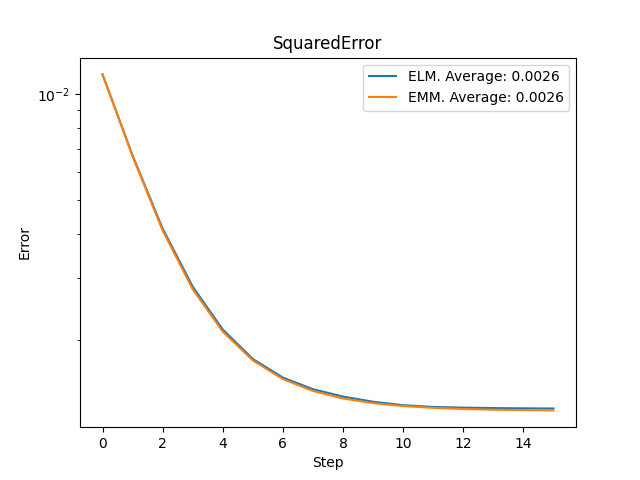 SquaredError
ELM. Average: 0.0026
EMM. Average: 0.0026
10⁻²
Error
0 2 4 6 8 10 12 14
Step